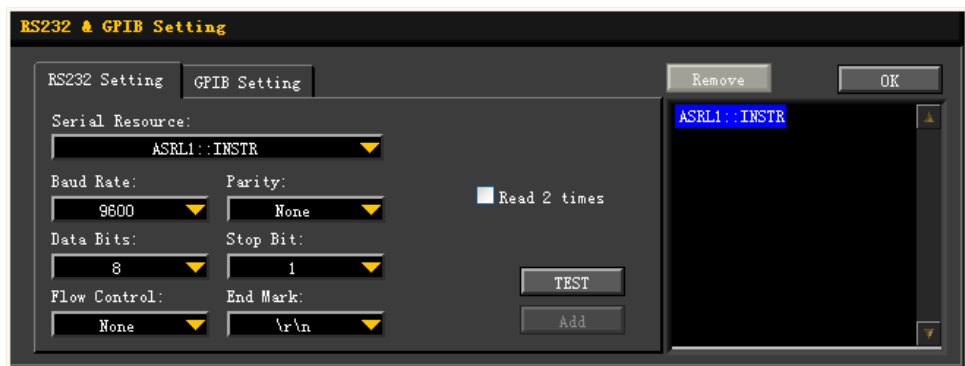 RS232 & GPIB Setting
RS232 Setting GPIB Setting
Remove OK
Serial Resource:
ASRL1::INSTR
ASRL1::INSTR
Baud Rate: Parity:
9600 None
Read 2 times
Data Bits: Stop Bit:
8 1
TEST
Flow Control: End Mark:
None \r\n
Add